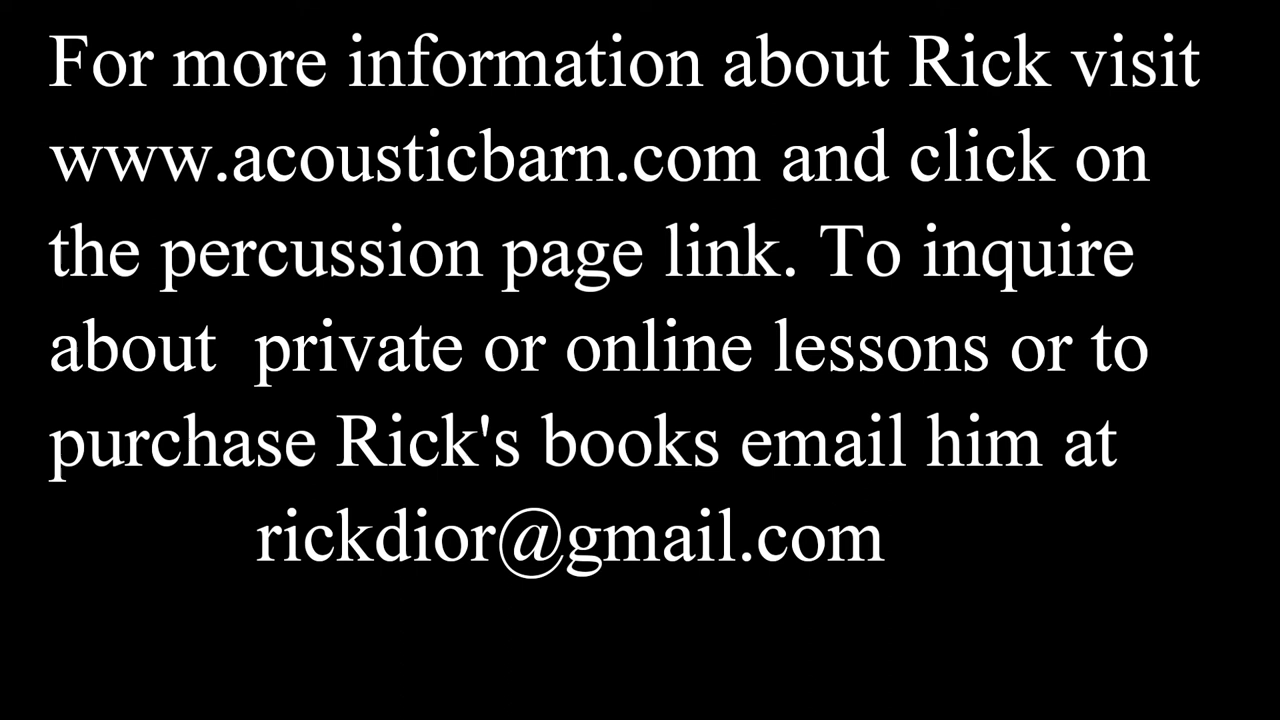 For more information about Rick visit
www.acousticbarn.com and click on
the percussion page link. To inquire
about  private or online lessons or to
purchase Rick's books email him at
rickdior@gmail.com